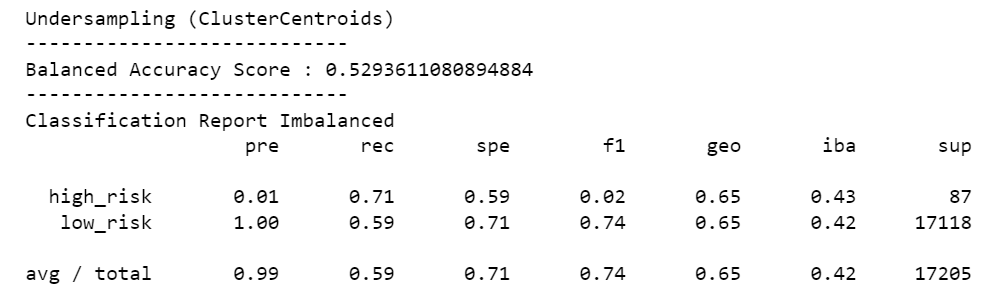 Undersampling (ClusterCentroids)
----------------------------
Balanced Accuracy Score : 0.5293611080894884
----------------------------
Classification Report Imbalanced
pre rec spe f1 geo iba sup
high_risk 0.01 0.71 0.59 0.02 0.65 0.43 87
low_risk 1.00 0.59 0.71 0.74 0.65 0.42 17118
avg / total 0.99 0.59 0.71 0.74 0.65 0.42 17205